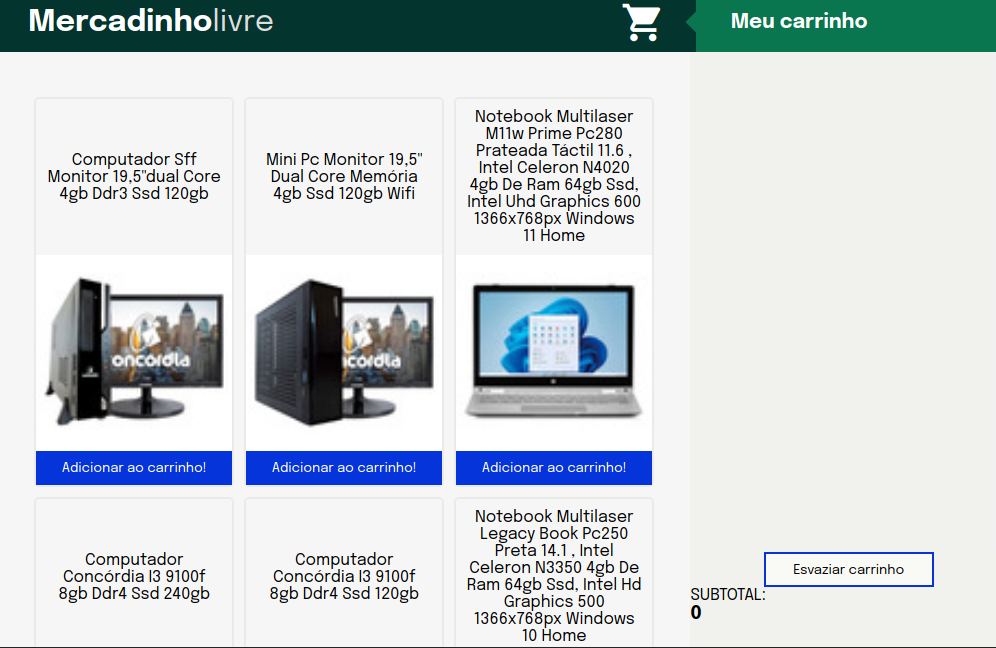 Mercadinholivre
Meu carrinho
Computador Sff
Monitor 19,5"dual Core
4gb Ddr3 Ssd 120gb
Mini Pc Monitor 19,5"
Dual Core Memória
4gb Ssd 120gb Wifi
Notebook Multilaser
M11w Prime Pc280
Prateada Táctil 11.6 ,
Intel Celeron N4020
4gb De Ram 64gb Ssd,
Intel Uhd Graphics 600
1366x768px Windows
11 Home
oncórdia
córdia
Adicionar ao carrinho!
Adicionar ao carrinho!
Adicionar ao carrinho!
Computador
Concórdia I3 9100f
8gb Ddr4 Ssd 240gb
Computador
Concórdia I3 9100f
8gb Ddr4 Ssd 120gb
Notebook Multilaser
Legacy Book Pc250
Preta 14.1 , Intel
Celeron N3350 4gb De
Ram 64gb Ssd, Intel Hd
Graphics 500
1366x768px Windows
10 Home
Esvaziar carrinho
SUBTOTAL:
0